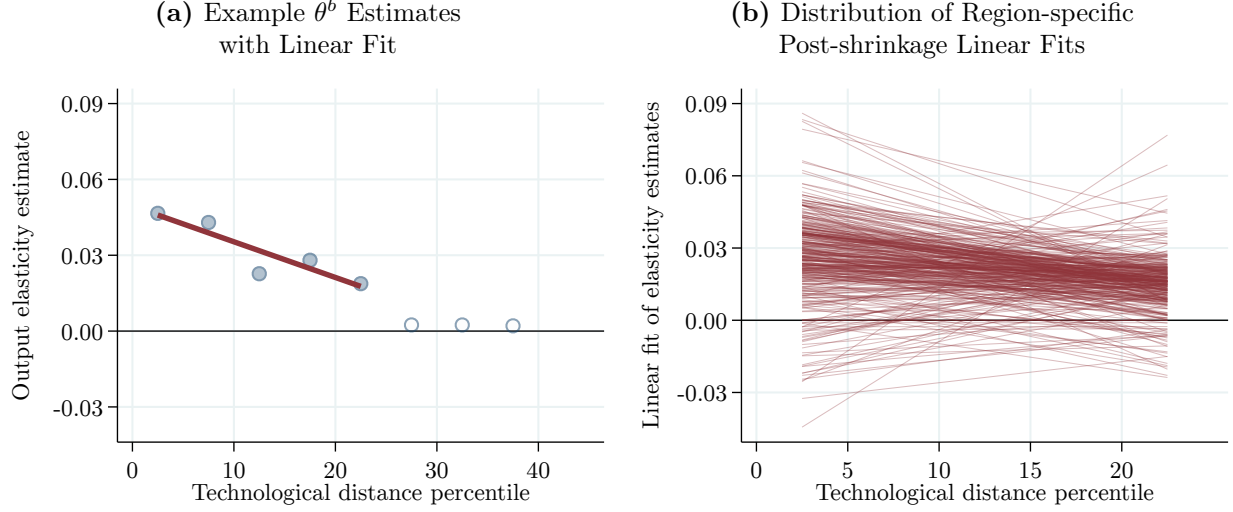 (a) Example θ^b Estimates
with Linear Fit
Output elasticity estimate
0.09
0.06
0.03
0.00
-0.03
0
10
20
30
40
Technological distance percentile
(b) Distribution of Region-specific
Post-shrinkage Linear Fits
Linear fit of elasticity estimates
0.09
0.06
0.03
0.00
-0.03
0
5
10
15
20
Technological distance percentile